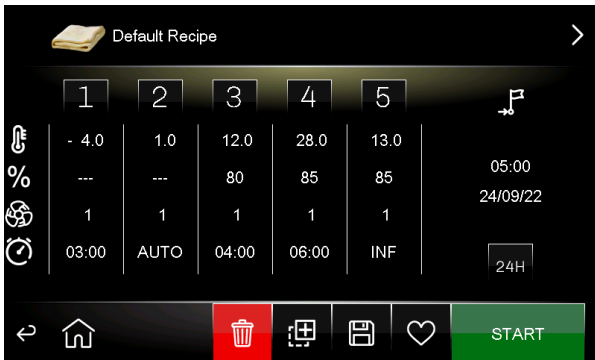 Default Recipe
1 2 3 4 5
- 4.0 1.0 12.0 28.0 13.0
% --- --- 80 85 85
1 1 1 1 1
03:00 AUTO 04:00 06:00 INF
05:00
24/09/22
24H
START